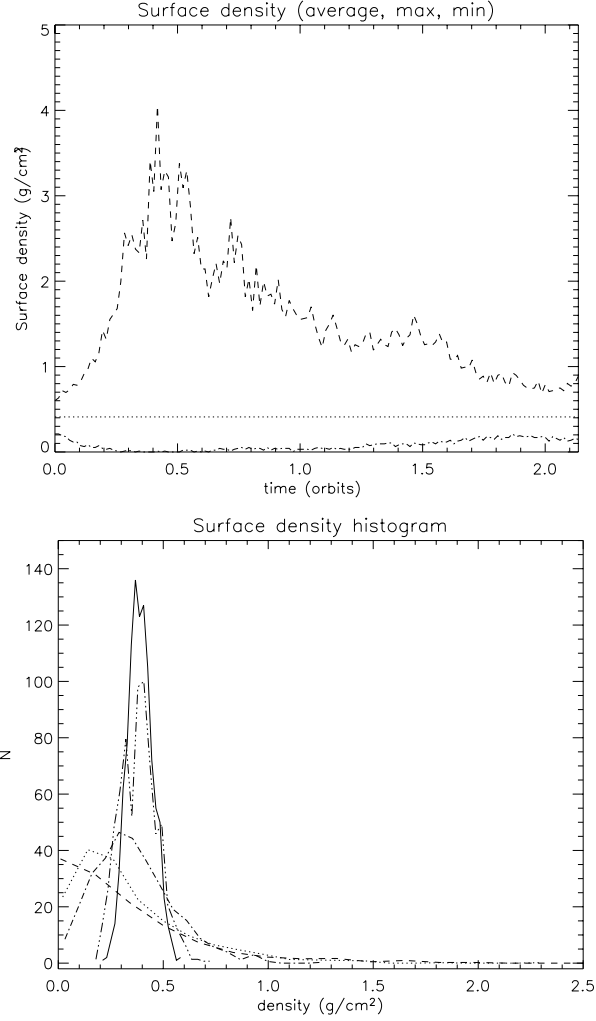 Surface density (average, max, min)
5
4
3
2
1
0
Surface density (g/cm²)
0.0 0.5 1.0 1.5 2.0
time (orbits)
Surface density histogram
140
120
100
80
60
40
20
0
N
0.0 0.5 1.0 1.5 2.0 2.5
density (g/cm²)